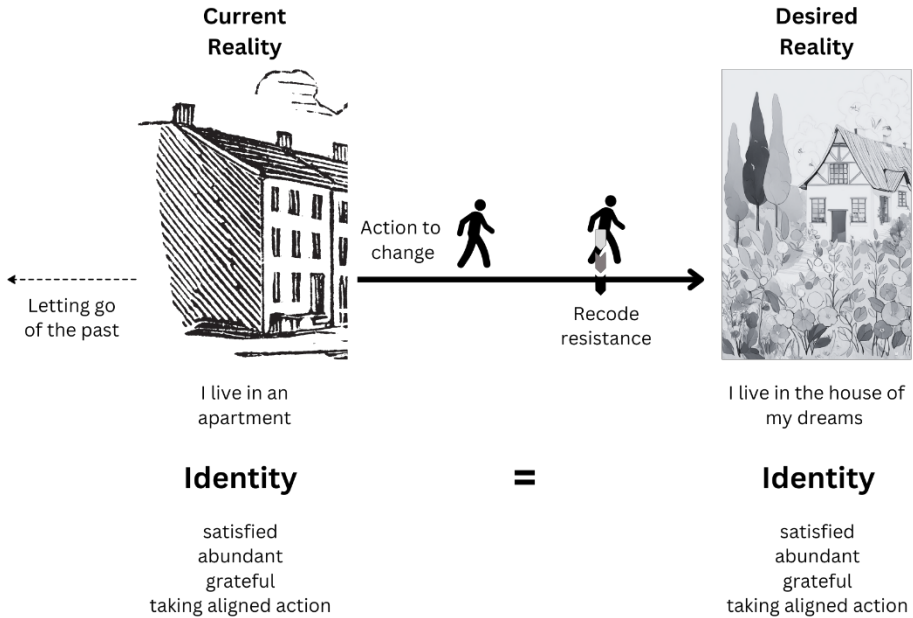 Current
Reality
Desired
Reality
Action to
change
Letting go
of the past
Recode
resistance
I live in an
apartment
I live in the house of
my dreams
Identity
=
Identity
satisfied
abundant
grateful
taking aligned action
satisfied
abundant
grateful
taking aligned action